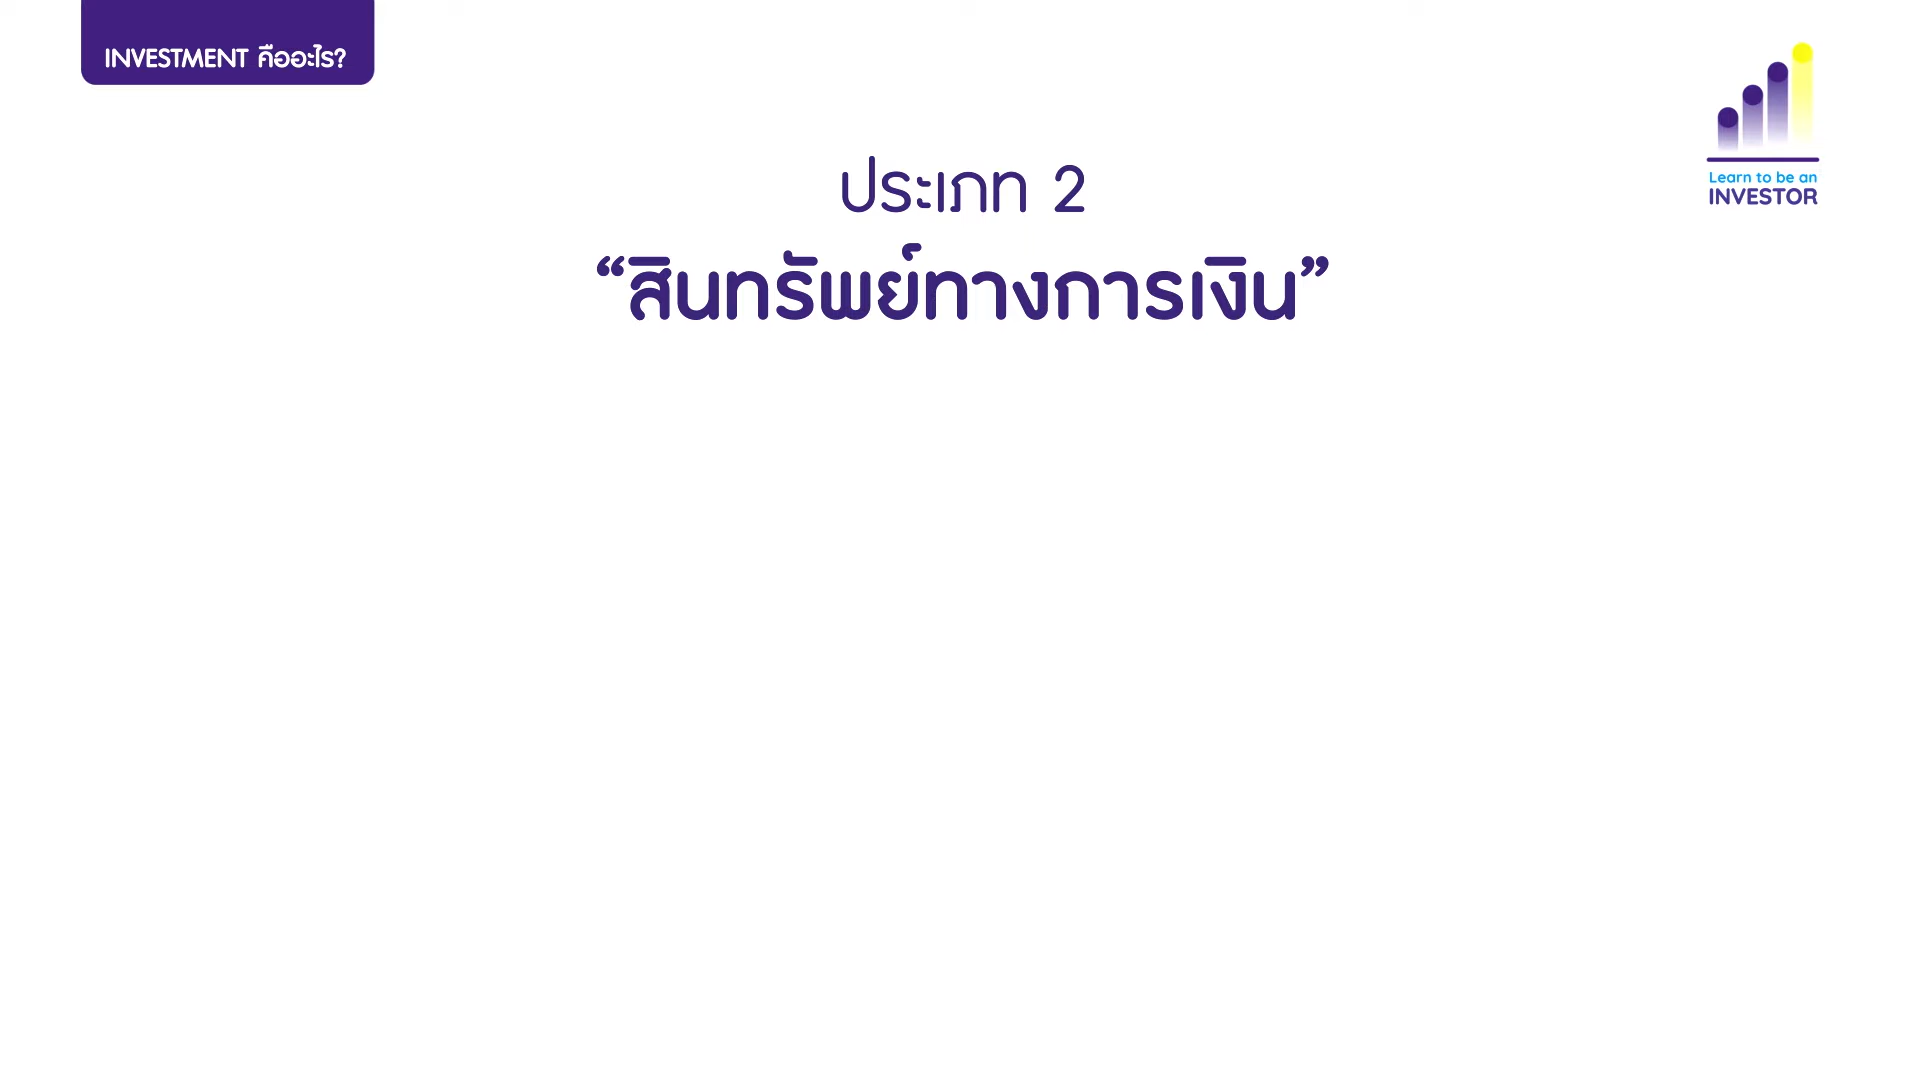 INVESTMENT คืออะไร?
Learn to be an
INVESTOR
ประเภท 2
“สินทรัพย์ทางการเงิน”